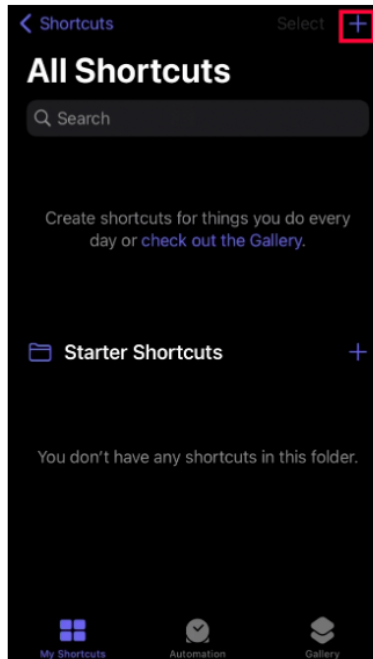 Shortcuts
Select
All Shortcuts
Search
Create shortcuts for things you do every
day or check out the Gallery.
Starter Shortcuts
You don't have any shortcuts in this folder.
My Shortcuts
Automation
Gallery